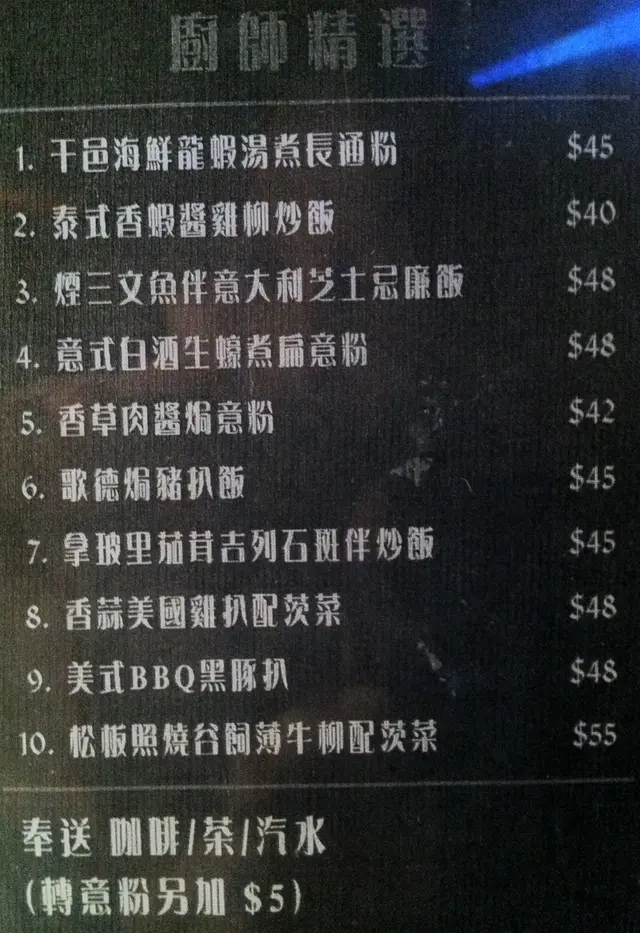 廚師精選
1. 干邑海鮮龍蝦湯煮長通粉 $45
2. 泰式香蝦醬雞柳炒飯 $40
3. 煙三文魚伴意大利芝士忌廉飯 $48
4. 意式白酒生蠔煮扁意粉 $48
5. 香草肉醬焗意粉 $42
6. 歌德焗豬扒飯 $45
7. 拿玻里茄茸吉列石斑伴炒飯 $45
8. 香蒜美國雞扒配茨菜 $48
9. 美式BBQ黑豚扒 $48
10. 松板照燒谷飼薄牛柳配茨菜 $55
奉送 咖啡/茶/汽水
(轉意粉另加 $5)